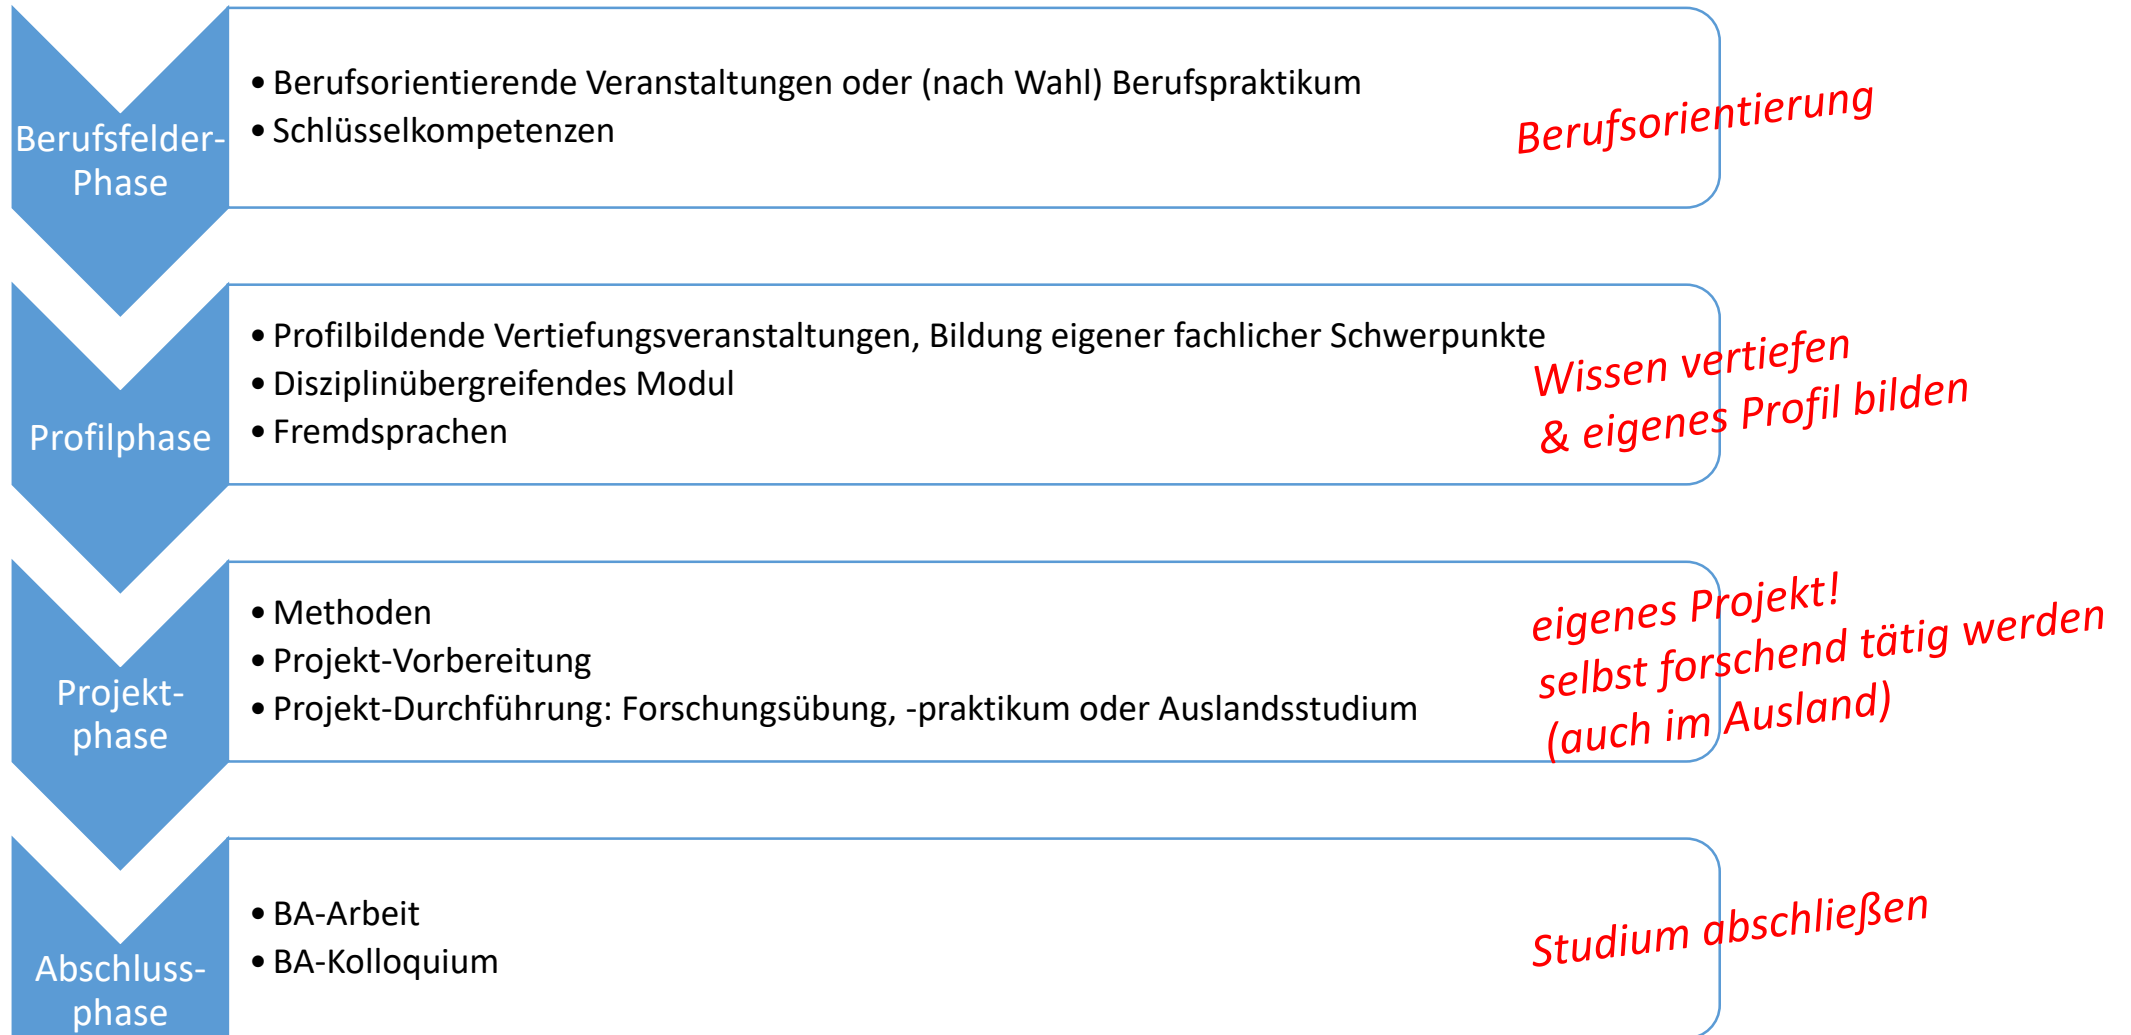 Berufsfelder-
Phase
• Berufsorientierende Veranstaltungen oder (nach Wahl) Berufspraktikum
• Schlüsselkompetenzen
Berufsorientierung
Profilphase
• Profilbildende Vertiefungsveranstaltungen, Bildung eigener fachlicher Schwerpunkte
• Disziplinübergreifendes Modul
• Fremdsprachen
Wissen vertiefen
& eigenes Profil bilden
Projekt-
phase
• Methoden
• Projekt-Vorbereitung
• Projekt-Durchführung: Forschungsübung, -praktikum oder Auslandsstudium
eigenes Projekt!
selbst forschend tätig werden
(auch im Ausland)
Abschluss-
phase
• BA-Arbeit
• BA-Kolloquium
Studium abschließen